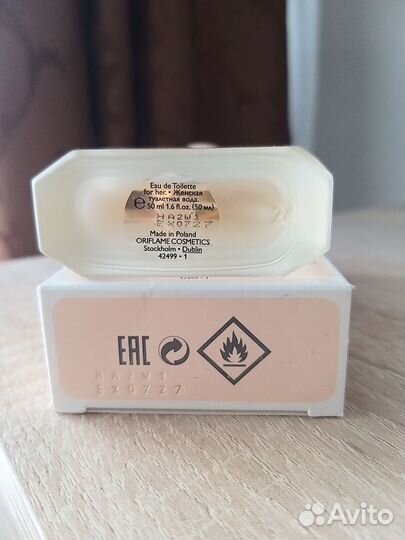 Eau de Toilette
for her. • Женская
туалетная вода.
e 50 ml 1.6 fl.oz. (50 мл)
HA2W1
EX0727
Made in Poland
ORIFLAME COSMETICS
Stockholm • Dublin
42499 • 1
42499 • 1
EAC
HA2W1
EX0727
Avito